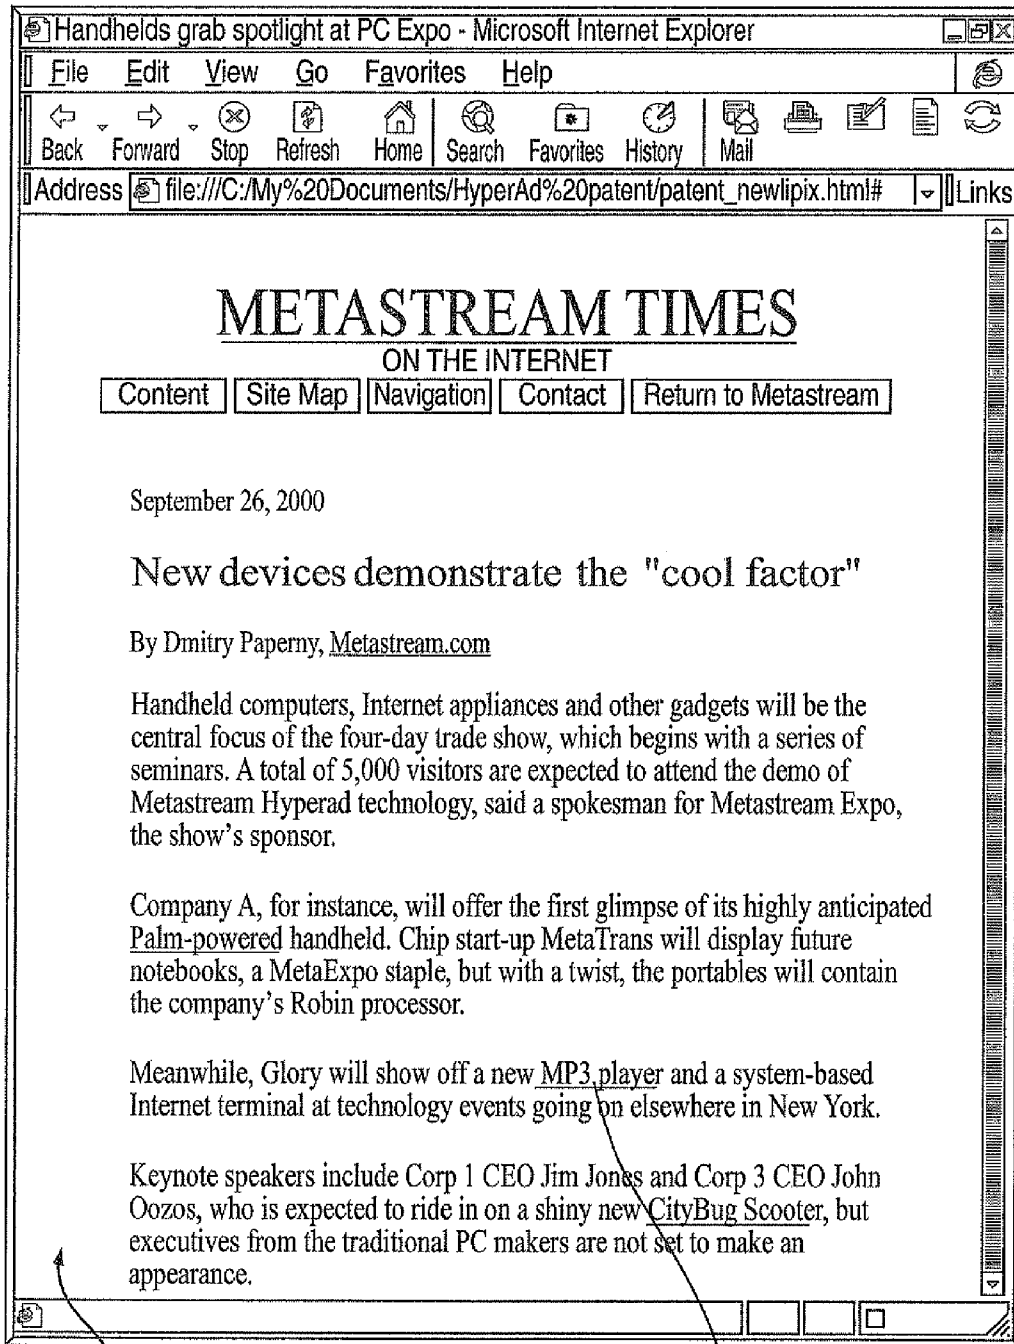 Handhelds grab spotlight at PC Expo - Microsoft Internet Explorer
File Edit View Go Favorites Help
Back Forward Stop Refresh Home Search Favorites History Mail
Address file:///C:/My%20Documents/HyperAd%20patent/patent_newlipix.html# Links
METASTREAM TIMES
ON THE INTERNET
Content Site Map Navigation Contact Return to Metastream
September 26, 2000
New devices demonstrate the "cool factor"
By Dmitry Paperny, Metastream.com
Handheld computers, Internet appliances and other gadgets will be the
central focus of the four-day trade show, which begins with a series of
seminars. A total of 5,000 visitors are expected to attend the demo of
Metastream Hyperad technology, said a spokesman for Metastream Expo,
the show's sponsor.
Company A, for instance, will offer the first glimpse of its highly anticipated
Palm-powered handheld. Chip start-up MetaTrans will display future
notebooks, a MetaExpo staple, but with a twist, the portables will contain
the company's Robin processor.
Meanwhile, Glory will show off a new MP3 player and a system-based
Internet terminal at technology events going on elsewhere in New York.
Keynote speakers include Corp 1 CEO Jim Jones and Corp 3 CEO John
Oozos, who is expected to ride in on a shiny new CityBug Scooter, but
executives from the traditional PC makers are not set to make an
appearance.